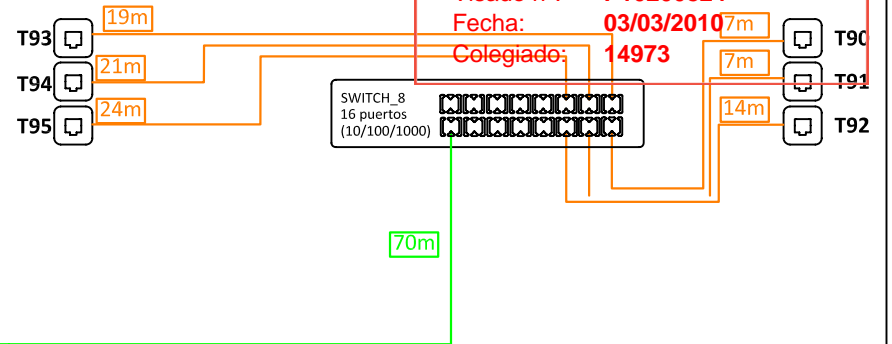 Fecha: 03/03/2010
Colegiado: 14973
19m
T93
21m
T94
24m
T95
SWITCH_8
16 puertos
(10/100/1000)
7m
T90
7m
T91
14m
T92
70m